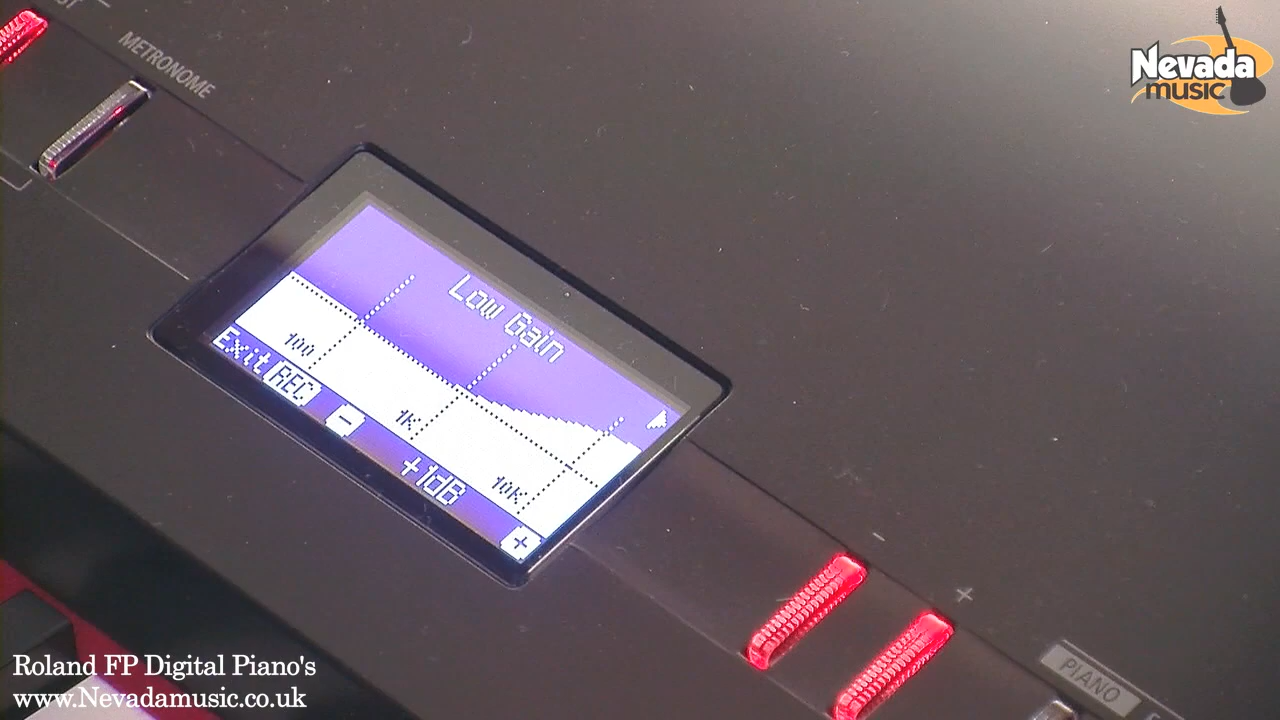 METRONOME
Nevada
music
Low Gain
100
1K
10K
Exit REC
-
+1dB
+
-
+
PIANO
Roland FP Digital Piano's
www.Nevadamusic.co.uk